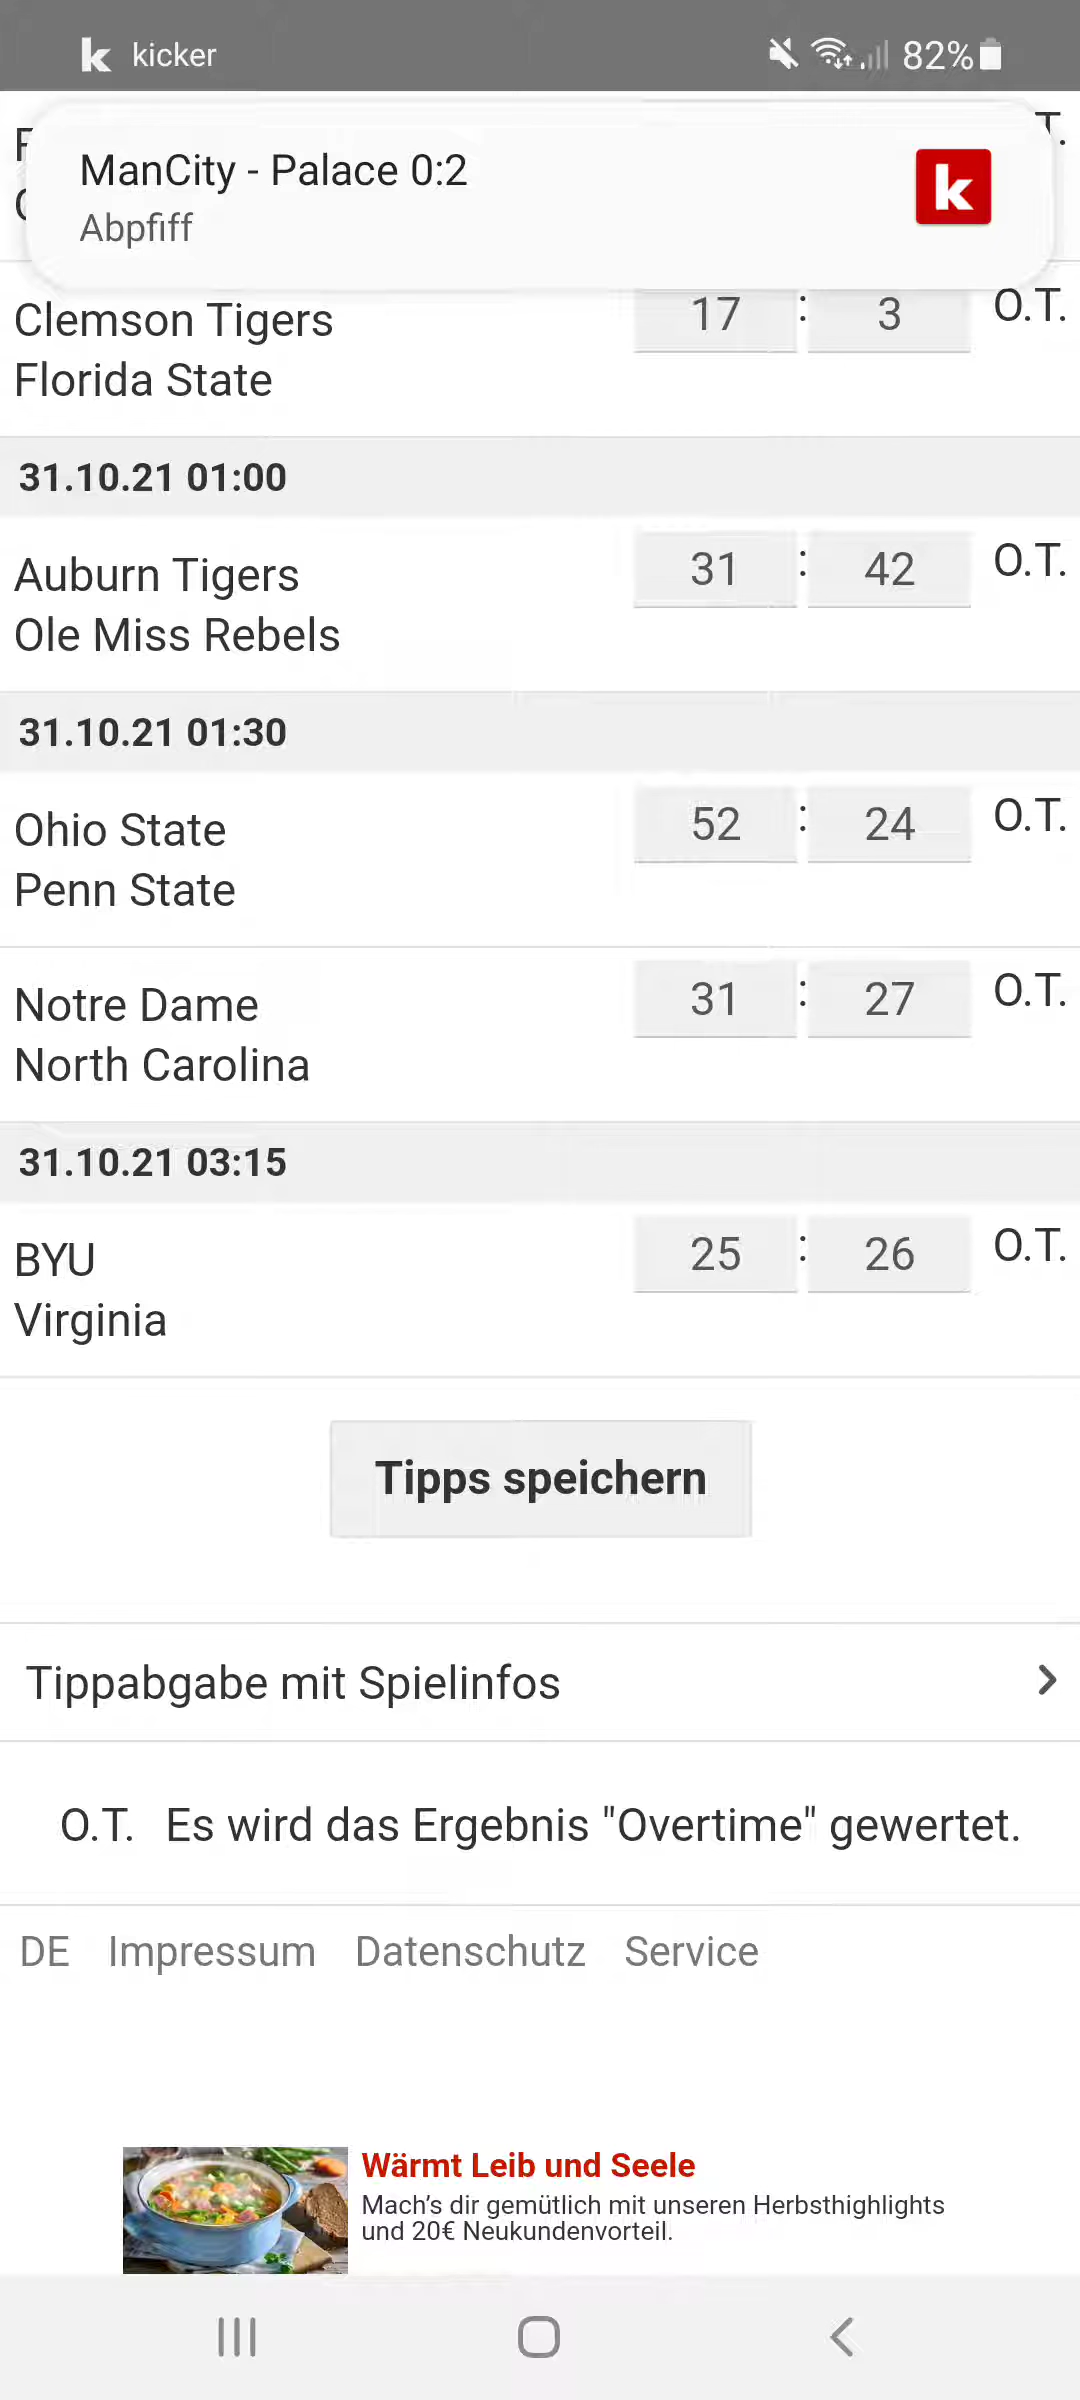 k kicker 82%
ManCity - Palace 0:2
Abpfiff
k
Clemson Tigers 17 : 3 O.T.
Florida State
31.10.21 01:00
Auburn Tigers 31 : 42 O.T.
Ole Miss Rebels
31.10.21 01:30
Ohio State 52 : 24 O.T.
Penn State
Notre Dame 31 : 27 O.T.
North Carolina
31.10.21 03:15
BYU 25 : 26 O.T.
Virginia
Tipps speichern
Tippabgabe mit Spielinfos
O.T. Es wird das Ergebnis "Overtime" gewertet.
DE Impressum Datenschutz Service
Wärmt Leib und Seele
Mach’s dir gemütlich mit unseren Herbsthighlights
und 20€ Neukundenvorteil.